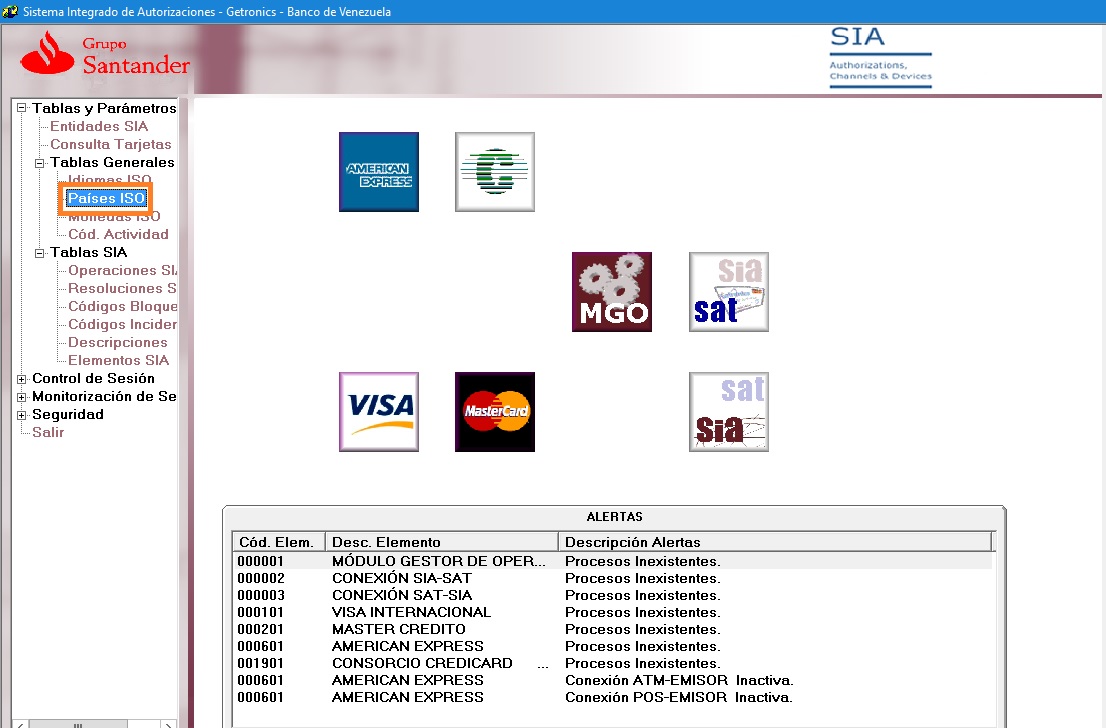 Sistema Integrado de Autorizaciones - Getronics - Banco de Venezuela
Grupo
Santander
SIA
Authorizations,
Channels & Devices
Tablas y Parámetros
Entidades SIA
Consulta Tarjetas
Tablas Generales
Idiomas ISO
Países ISO
Monedas ISO
Cód. Actividad
Tablas SIA
Operaciones SI
Resoluciones S
Códigos Bloque
Códigos Inciden
Descripciones
Elementos SIA
Control de Sesión
Monitorización de Se
Seguridad
Salir
AMERICAN
EXPRESS
C
MGO
sia
sat
VISA
MasterCard
sat
sia
ALERTAS
Cód. Elem. Desc. Elemento Descripción Alertas
000001 MÓDULO GESTOR DE OPER... Procesos Inexistentes.
000002 CONEXIÓN SIA-SAT Procesos Inexistentes.
000003 CONEXIÓN SAT-SIA Procesos Inexistentes.
000101 VISA INTERNACIONAL Procesos Inexistentes.
000201 MASTER CREDITO Procesos Inexistentes.
000601 AMERICAN EXPRESS Procesos Inexistentes.
001901 CONSORCIO CREDICARD ... Procesos Inexistentes.
000601 AMERICAN EXPRESS Conexión ATM-EMISOR Inactiva.
000601 AMERICAN EXPRESS Conexión POS-EMISOR Inactiva.